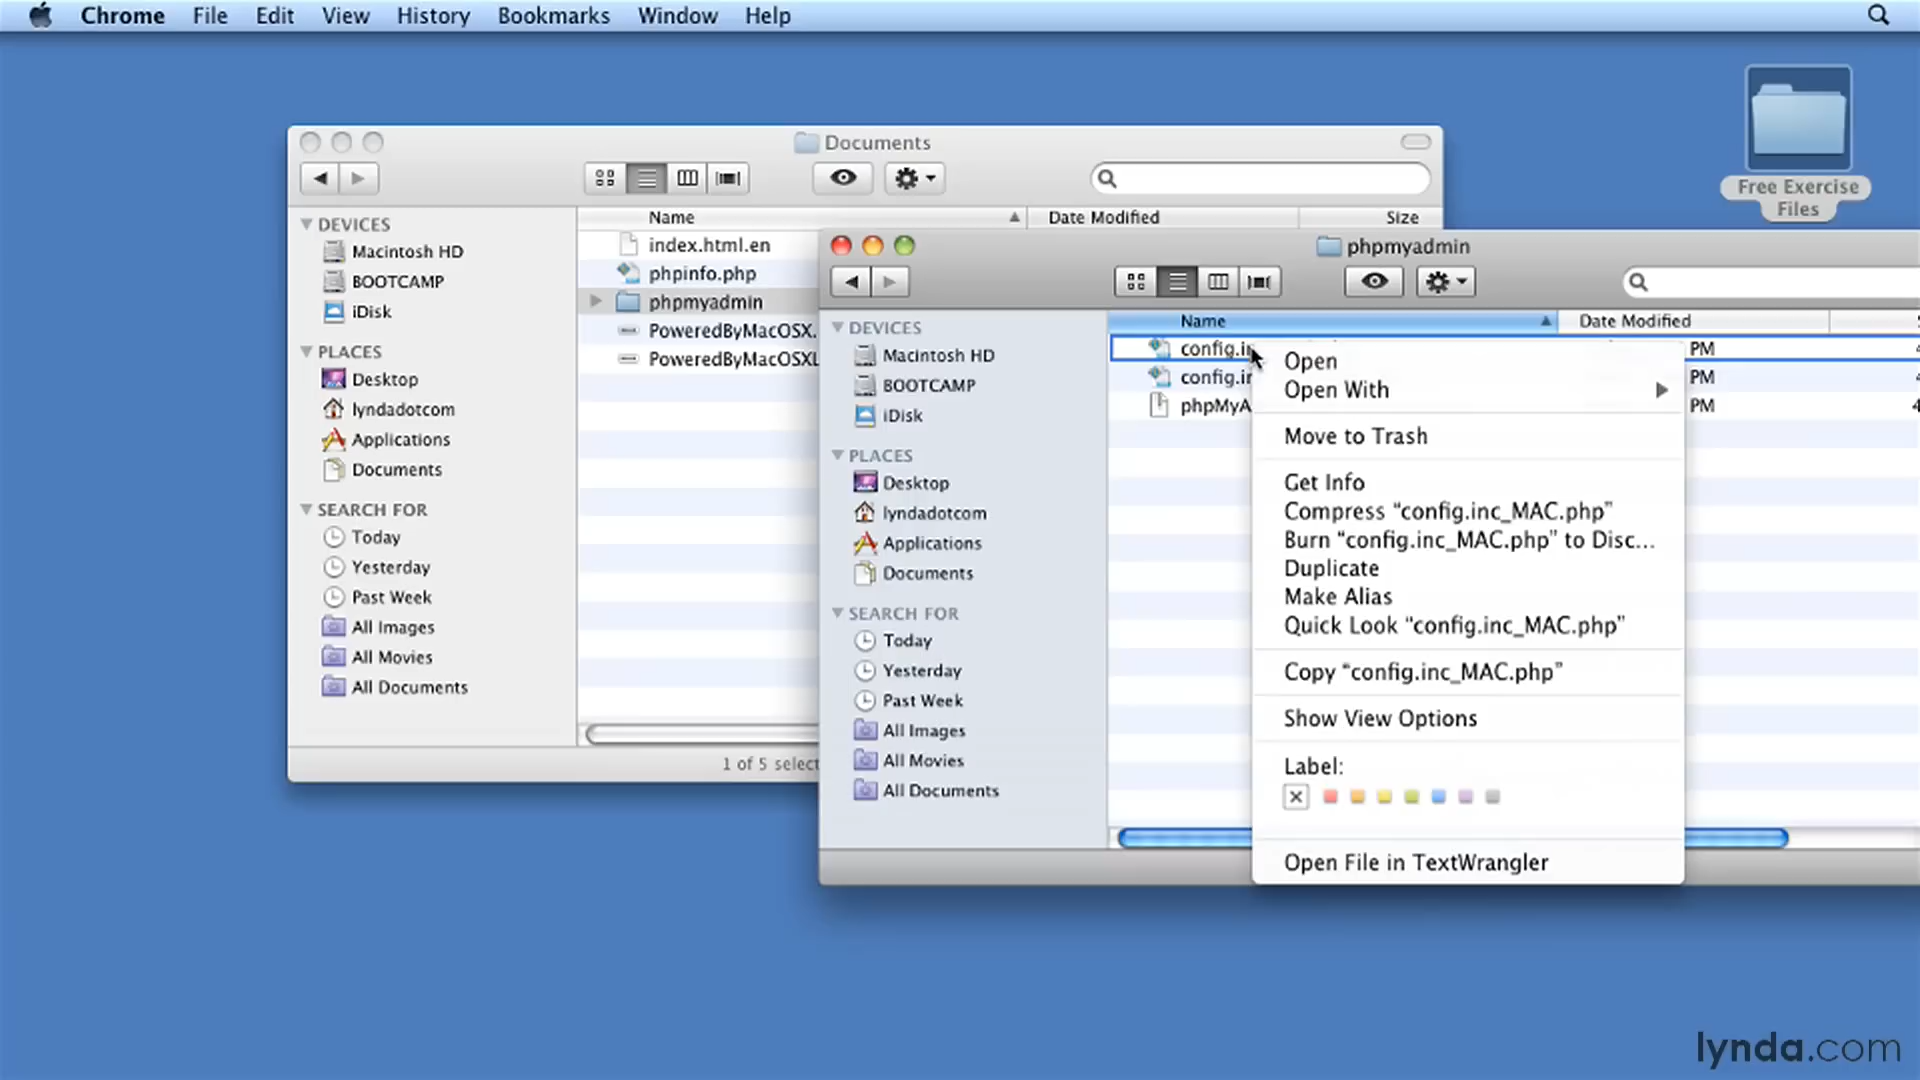 Chrome File Edit View History Bookmarks Window Help
Free Exercise
Files
Documents
Name Date Modified Size
DEVICES
Macintosh HD
BOOTCAMP
iDisk
PLACES
Desktop
lyndadotcom
Applications
Documents
SEARCH FOR
Today
Yesterday
Past Week
All Images
All Movies
All Documents
index.html.en
phpinfo.php
phpmyadmin
PoweredByMacOSX.
PoweredByMacOSXL
1 of 5 select
phpmyadmin
Name Date Modified
DEVICES
Macintosh HD
BOOTCAMP
iDisk
PLACES
Desktop
lyndadotcom
Applications
Documents
SEARCH FOR
Today
Yesterday
Past Week
All Images
All Movies
All Documents
config.in PM
config.in PM
phpMyA PM
Open
Open With
Move to Trash
Get Info
Compress “config.inc_MAC.php”
Burn “config.inc_MAC.php” to Disc...
Duplicate
Make Alias
Quick Look “config.inc_MAC.php”
Copy “config.inc_MAC.php”
Show View Options
Label:
Open File in TextWrangler
lynda.com